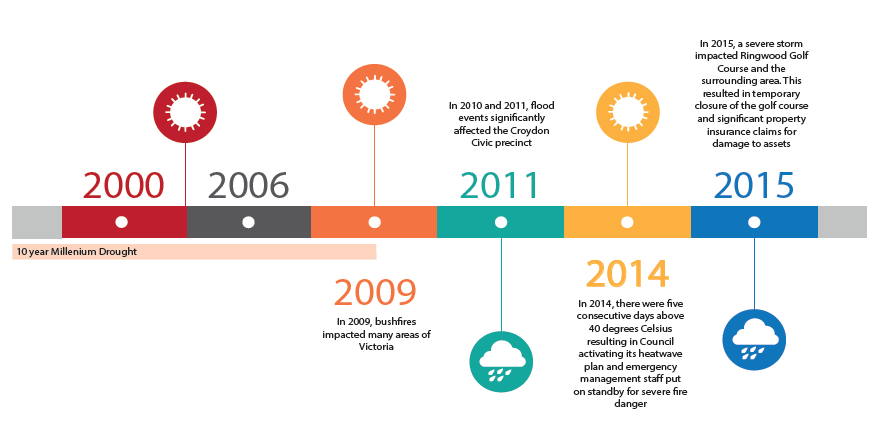 2000
2006
10 year Millenium Drought
2009
In 2009, bushfires
impacted many areas of
Victoria
In 2010 and 2011, flood
events significantly
affected the Croydon
Civic precinct
2011
2014
In 2014, there were five
consecutive days above
40 degrees Celsius
resulting in Council
activating its heatwave
plan and emergency
management staff put
on standby for severe fire
danger
In 2015, a severe storm
impacted Ringwood Golf
Course and the
surrounding area. This
resulted in temporary
closure of the golf course
and significant property
insurance claims for
damage to assets
2015